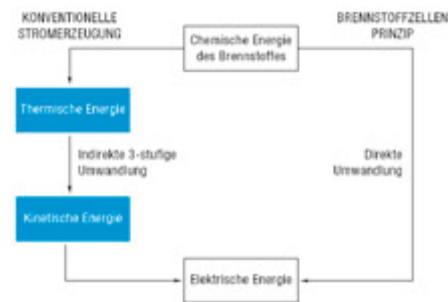 KONVENTIONELLE
STROMERZEUGUNG
BRENNSTOFFZELLEN
PRINZIP
Chemische Energie
des Brennstoffes
Thermische Energie
Indirekte 3-stufige
Umwandlung
Direkte
Umwandlung
Kinetische Energie
Elektrische Energie